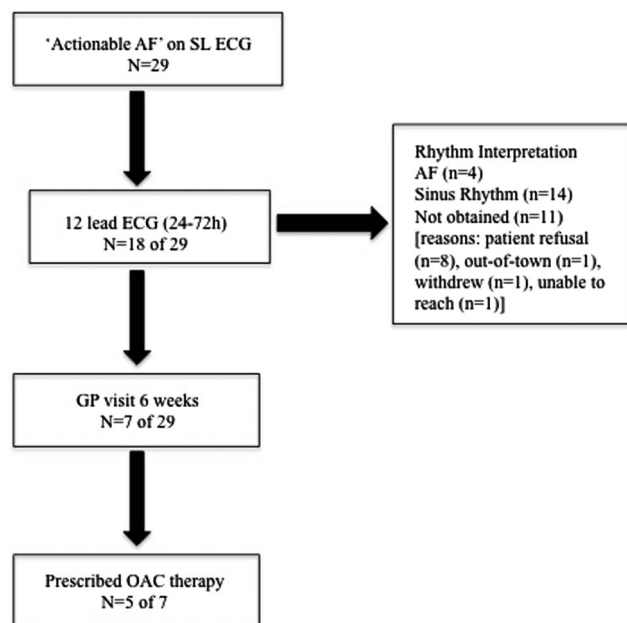 ‘Actionable AF’ on SL ECG
N=29
12 lead ECG (24-72h)
N=18 of 29
Rhythm Interpretation
AF (n=4)
Sinus Rhythm (n=14)
Not obtained (n=11)
[reasons: patient refusal
(n=8), out-of-town (n=1),
withdrew (n=1), unable to
reach (n=1)]
GP visit 6 weeks
N=7 of 29
Prescribed OAC therapy
N=5 of 7